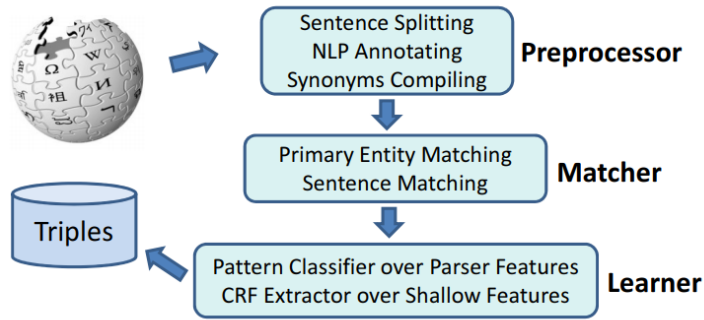 Sentence Splitting
NLP Annotating
Synonyms Compiling
Preprocessor
Primary Entity Matching
Sentence Matching
Matcher
Triples
Pattern Classifier over Parser Features
CRF Extractor over Shallow Features
Learner
Ω
W
И
祖